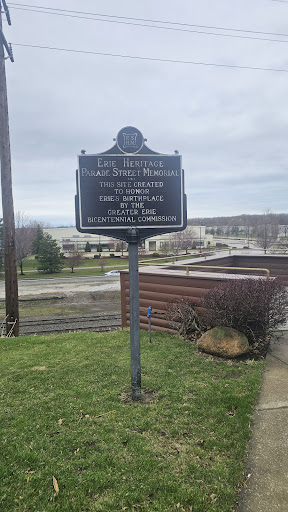 ERIE HERITAGE
PARADE STREET MEMORIAL
THIS SITE CREATED
TO HONOR
ERIE'S BIRTHPLACE
BY THE
GREATER ERIE
BICENTENNIAL COMMISSION